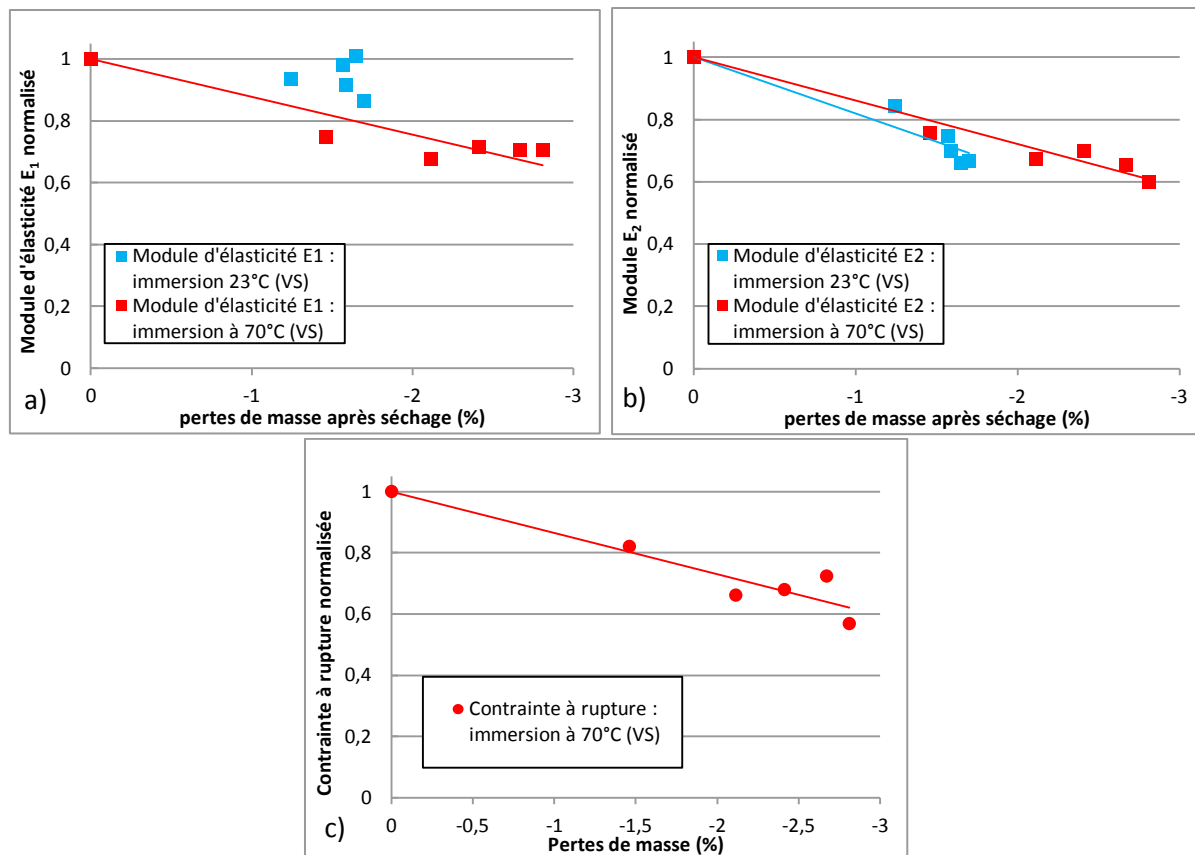 Module d'élasticité E1 normalisé
1
0,8
0,6
0,4
0,2
0
Module d'élasticité E1 :
immersion 23°C (VS)
Module d'élasticité E1 :
immersion à 70°C (VS)
0
-1
-2
-3
a)
pertes de masse après séchage (%)
Module E2 normalisé
1
0,8
0,6
0,4
0,2
0
Module d'élasticité E2 :
immersion 23°C (VS)
Module d'élasticité E2 :
immersion à 70°C (VS)
0
-1
-2
-3
b)
pertes de masse après séchage (%)
Contrainte à rupture normalisée
1
0,8
0,6
0,4
0,2
0
Contrainte à rupture :
immersion à 70°C (VS)
0
-0,5
-1
-1,5
-2
-2,5
-3
c)
Pertes de masse (%)